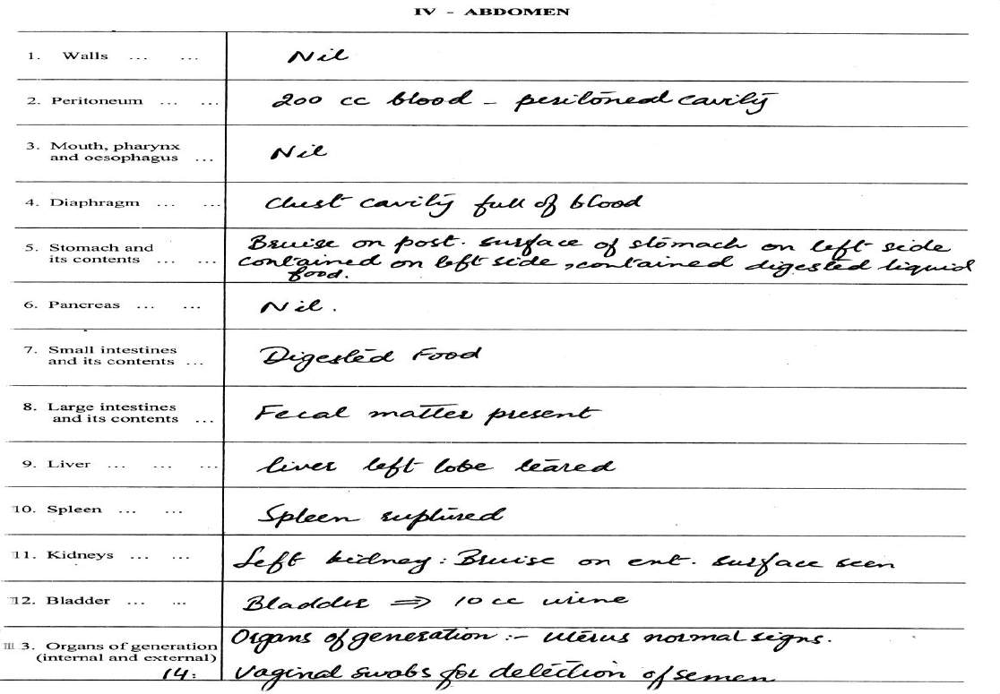 IV - ABDOMEN
1. Walls ... ... Nil
2. Peritoneum ... ... 200 cc blood - peritoneal cavity
3. Mouth, pharynx
and oesophagus ... Nil
4. Diaphragm ... ... Chest cavity full of blood
5. Stomach and
its contents ... ... Bruise on post. surface of stomach on left side
contained on left side, contained digested liquid
food.
6. Pancreas ... ... Nil.
7. Small intestines
and its contents ... Digested Food
8. Large intestines
and its contents ... Fecal matter present
9. Liver ... ... ... liver left lobe teared
10. Spleen ... ... Spleen ruptured
11. Kidneys ... ... Left kidney : Bruise on ent. surface seen
12. Bladder ... ... Bladder ⇒ 10 cc urine
3. Organs of generation
(internal and external) Organs of generation :- uterus normal signs.
14: Vaginal swabs for detection of semen